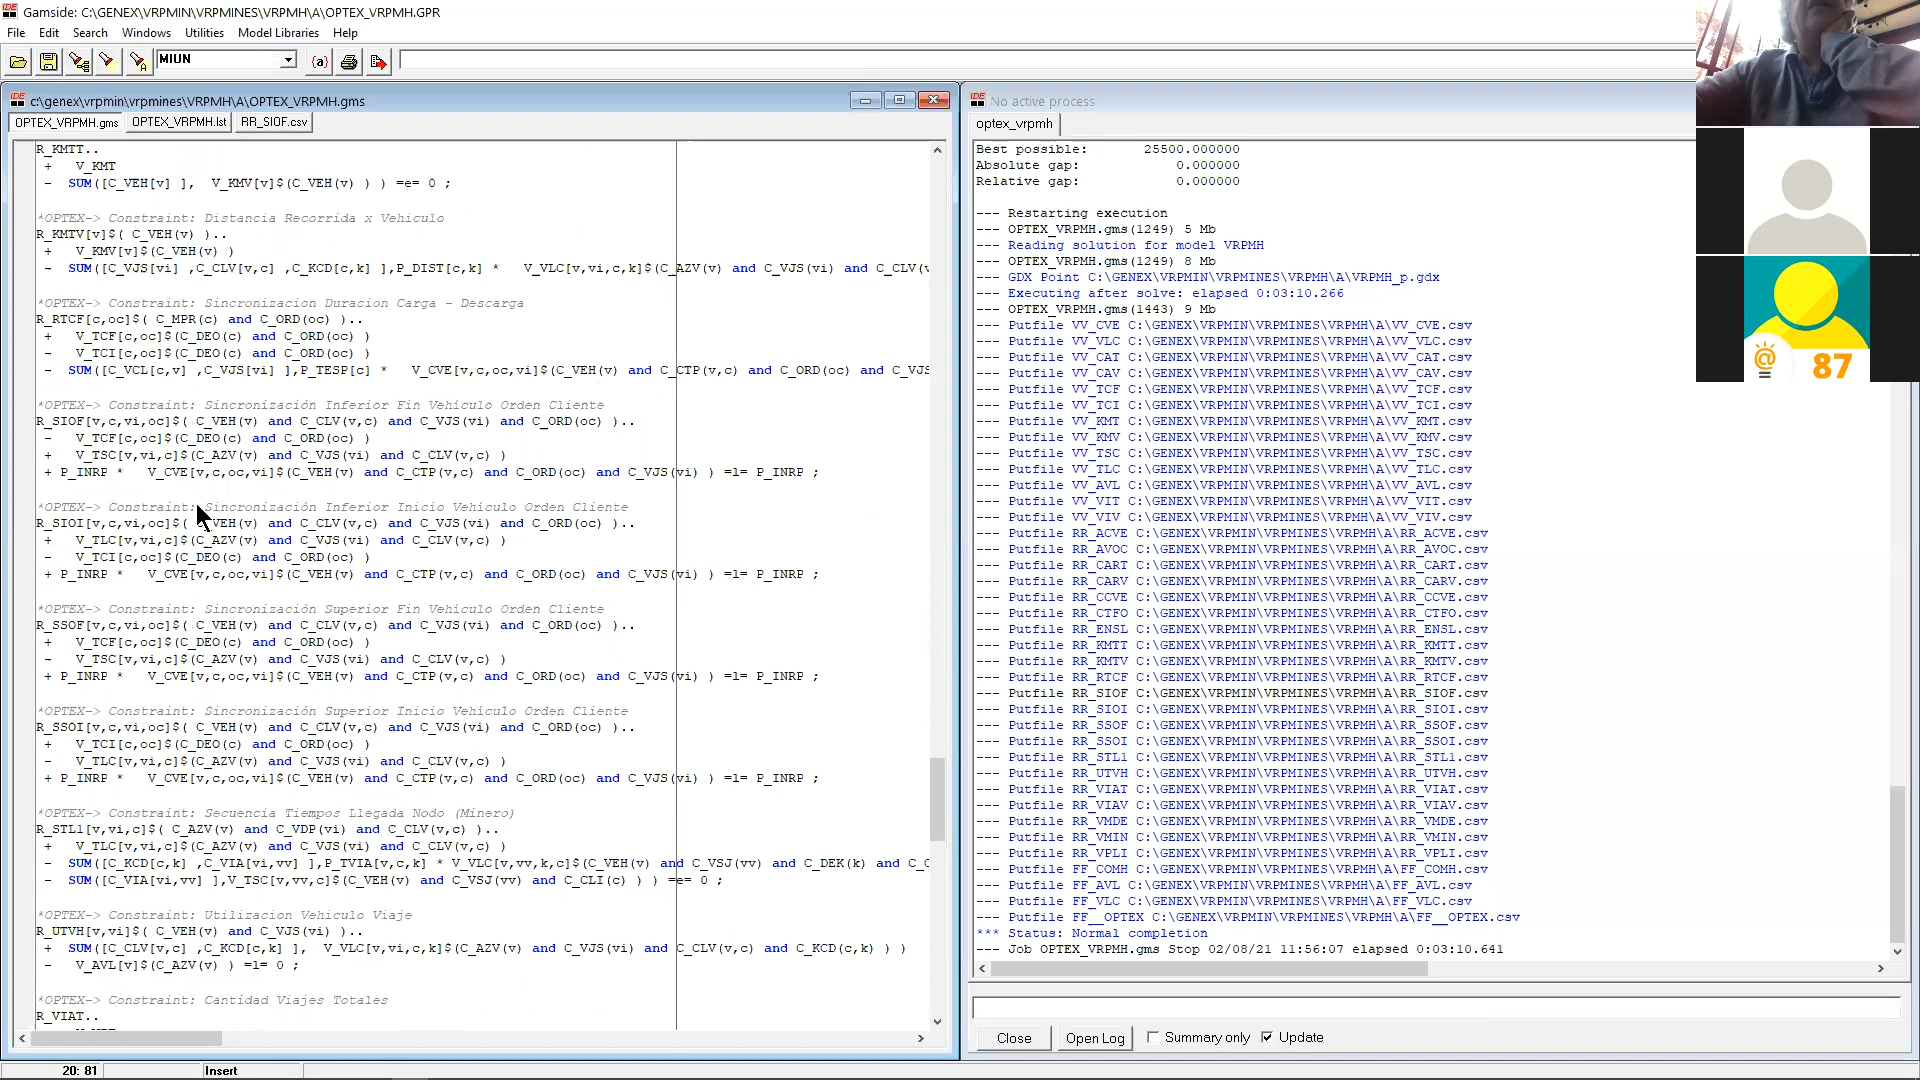 Gamside: C:\GENEX\VRPMIN\VRPMINES\VRPMH\A\OPTEX_VRPMH.GPR
File Edit Search Windows Utilities Model Libraries Help
MIUN
{a}
c:\genex\vrpmin\vrpmines\VRPMH\A\OPTEX_VRPMH.gms
OPTEX_VRPMH.gms OPTEX_VRPMH.lst RR_SIOF.csv
R_KMTT..
+ V_KMT
- SUM([C_VEH[v] ], V_KMV[v]$(C_VEH(v) ) ) =e= 0 ;
*OPTEX-> Constraint: Distancia Recorrida x Vehiculo
R_KMTV[v]$( C_VEH(v) )..
+ V_KMV[v]$(C_VEH(v) )
- SUM([C_VJS[vi] ,C_CLV[v,c] ,C_KCD[c,k] ],P_DIST[c,k] * V_VLC[v,vi,c,k]$(C_AZV(v) and C_VJS(vi) and C_CLV(v
*OPTEX-> Constraint: Sincronizacion Duracion Carga - Descarga
R_RTCF[c,oc]$( C_MPR(c) and C_ORD(oc) )..
+ V_TCF[c,oc]$(C_DEO(c) and C_ORD(oc) )
- V_TCI[c,oc]$(C_DEO(c) and C_ORD(oc) )
- SUM([C_VCL[c,v] ,C_VJS[vi] ],P_TESP[c] * V_CVE[v,c,oc,vi]$(C_VEH(v) and C_CTP(v,c) and C_ORD(oc) and C_VJS
*OPTEX-> Constraint: Sincronización Inferior Fin Vehículo Orden Cliente
R_SIOF[v,c,vi,oc]$( C_VEH(v) and C_CLV(v,c) and C_VJS(vi) and C_ORD(oc) )..
- V_TCF[c,oc]$(C_DEO(c) and C_ORD(oc) )
+ V_TSC[v,vi,c]$(C_AZV(v) and C_VJS(vi) and C_CLV(v,c) )
+ P_INRP * V_CVE[v,c,oc,vi]$(C_VEH(v) and C_CTP(v,c) and C_ORD(oc) and C_VJS(vi) ) =l= P_INRP ;
*OPTEX-> Constraint: Sincronización Inferior Inicio Vehículo Orden Cliente
R_SIOI[v,c,vi,oc]$( C_VEH(v) and C_CLV(v,c) and C_VJS(vi) and C_ORD(oc) )..
+ V_TLC[v,vi,c]$(C_AZV(v) and C_VJS(vi) and C_CLV(v,c) )
- V_TCI[c,oc]$(C_DEO(c) and C_ORD(oc) )
+ P_INRP * V_CVE[v,c,oc,vi]$(C_VEH(v) and C_CTP(v,c) and C_ORD(oc) and C_VJS(vi) ) =l= P_INRP ;
*OPTEX-> Constraint: Sincronización Superior Fin Vehículo Orden Cliente
R_SSOF[v,c,vi,oc]$( C_VEH(v) and C_CLV(v,c) and C_VJS(vi) and C_ORD(oc) )..
+ V_TCF[c,oc]$(C_DEO(c) and C_ORD(oc) )
- V_TSC[v,vi,c]$(C_AZV(v) and C_VJS(vi) and C_CLV(v,c) )
+ P_INRP * V_CVE[v,c,oc,vi]$(C_VEH(v) and C_CTP(v,c) and C_ORD(oc) and C_VJS(vi) ) =l= P_INRP ;
*OPTEX-> Constraint: Sincronización Superior Inicio Vehículo Orden Cliente
R_SSOI[v,c,vi,oc]$( C_VEH(v) and C_CLV(v,c) and C_VJS(vi) and C_ORD(oc) )..
+ V_TCI[c,oc]$(C_DEO(c) and C_ORD(oc) )
- V_TLC[v,vi,c]$(C_AZV(v) and C_VJS(vi) and C_CLV(v,c) )
+ P_INRP * V_CVE[v,c,oc,vi]$(C_VEH(v) and C_CTP(v,c) and C_ORD(oc) and C_VJS(vi) ) =l= P_INRP ;
*OPTEX-> Constraint: Secuencia Tiempos Llegada Nodo (Minero)
R_STL1[v,vi,c]$( C_AZV(v) and C_VDP(vi) and C_CLV(v,c) )..
+ V_TLC[v,vi,c]$(C_AZV(v) and C_VJS(vi) and C_CLV(v,c) )
- SUM([C_KCD[c,k] ,C_VIA[vi,vv] ],P_TVIA[v,c,k] * V_VLC[v,vv,k,c]$(C_VEH(v) and C_VSJ(vv) and C_DEK(k) and C_C
- SUM([C_VIA[vi,vv] ],V_TSC[v,vv,c]$(C_VEH(v) and C_VSJ(vv) and C_CLI(c) ) ) =e= 0 ;
*OPTEX-> Constraint: Utilizacion Vehiculo Viaje
R_UTVH[v,vi]$( C_VEH(v) and C_VJS(vi) )..
+ SUM([C_CLV[v,c] ,C_KCD[c,k] ], V_VLC[v,vi,c,k]$(C_AZV(v) and C_VJS(vi) and C_CLV(v,c) and C_KCD(c,k) ) )
- V_AVL[v]$(C_AZV(v) ) =l= 0 ;
*OPTEX-> Constraint: Cantidad Viajes Totales
R_VIAT..
20: 81 Insert
No active process
optex_vrpmh
Best possible: 25500.000000
Absolute gap: 0.000000
Relative gap: 0.000000
--- Restarting execution
--- OPTEX_VRPMH.gms(1249) 5 Mb
--- Reading solution for model VRPMH
--- OPTEX_VRPMH.gms(1249) 8 Mb
--- GDX Point C:\GENEX\VRPMIN\VRPMINES\VRPMH\A\VRPMH_p.gdx
--- Executing after solve: elapsed 0:03:10.266
--- OPTEX_VRPMH.gms(1443) 9 Mb
--- Putfile VV_CVE C:\GENEX\VRPMIN\VRPMINES\VRPMH\A\VV_CVE.csv
--- Putfile VV_VLC C:\GENEX\VRPMIN\VRPMINES\VRPMH\A\VV_VLC.csv
--- Putfile VV_CAT C:\GENEX\VRPMIN\VRPMINES\VRPMH\A\VV_CAT.csv
--- Putfile VV_CAV C:\GENEX\VRPMIN\VRPMINES\VRPMH\A\VV_CAV.csv
--- Putfile VV_TCF C:\GENEX\VRPMIN\VRPMINES\VRPMH\A\VV_TCF.csv
--- Putfile VV_TCI C:\GENEX\VRPMIN\VRPMINES\VRPMH\A\VV_TCI.csv
--- Putfile VV_KMT C:\GENEX\VRPMIN\VRPMINES\VRPMH\A\VV_KMT.csv
--- Putfile VV_KMV C:\GENEX\VRPMIN\VRPMINES\VRPMH\A\VV_KMV.csv
--- Putfile VV_TSC C:\GENEX\VRPMIN\VRPMINES\VRPMH\A\VV_TSC.csv
--- Putfile VV_TLC C:\GENEX\VRPMIN\VRPMINES\VRPMH\A\VV_TLC.csv
--- Putfile VV_AVL C:\GENEX\VRPMIN\VRPMINES\VRPMH\A\VV_AVL.csv
--- Putfile VV_VIT C:\GENEX\VRPMIN\VRPMINES\VRPMH\A\VV_VIT.csv
--- Putfile VV_VIV C:\GENEX\VRPMIN\VRPMINES\VRPMH\A\VV_VIV.csv
--- Putfile RR_ACVE C:\GENEX\VRPMIN\VRPMINES\VRPMH\A\RR_ACVE.csv
--- Putfile RR_AVOC C:\GENEX\VRPMIN\VRPMINES\VRPMH\A\RR_AVOC.csv
--- Putfile RR_CART C:\GENEX\VRPMIN\VRPMINES\VRPMH\A\RR_CART.csv
--- Putfile RR_CARV C:\GENEX\VRPMIN\VRPMINES\VRPMH\A\RR_CARV.csv
--- Putfile RR_CCVE C:\GENEX\VRPMIN\VRPMINES\VRPMH\A\RR_CCVE.csv
--- Putfile RR_CTFO C:\GENEX\VRPMIN\VRPMINES\VRPMH\A\RR_CTFO.csv
--- Putfile RR_ENSL C:\GENEX\VRPMIN\VRPMINES\VRPMH\A\RR_ENSL.csv
--- Putfile RR_KMTT C:\GENEX\VRPMIN\VRPMINES\VRPMH\A\RR_KMTT.csv
--- Putfile RR_KMTV C:\GENEX\VRPMIN\VRPMINES\VRPMH\A\RR_KMTV.csv
--- Putfile RR_RTCF C:\GENEX\VRPMIN\VRPMINES\VRPMH\A\RR_RTCF.csv
--- Putfile RR_SIOF C:\GENEX\VRPMIN\VRPMINES\VRPMH\A\RR_SIOF.csv
--- Putfile RR_SIOI C:\GENEX\VRPMIN\VRPMINES\VRPMH\A\RR_SIOI.csv
--- Putfile RR_SSOF C:\GENEX\VRPMIN\VRPMINES\VRPMH\A\RR_SSOF.csv
--- Putfile RR_SSOI C:\GENEX\VRPMIN\VRPMINES\VRPMH\A\RR_SSOI.csv
--- Putfile RR_STL1 C:\GENEX\VRPMIN\VRPMINES\VRPMH\A\RR_STL1.csv
--- Putfile RR_UTVH C:\GENEX\VRPMIN\VRPMINES\VRPMH\A\RR_UTVH.csv
--- Putfile RR_VIAT C:\GENEX\VRPMIN\VRPMINES\VRPMH\A\RR_VIAT.csv
--- Putfile RR_VIAV C:\GENEX\VRPMIN\VRPMINES\VRPMH\A\RR_VIAV.csv
--- Putfile RR_VMDE C:\GENEX\VRPMIN\VRPMINES\VRPMH\A\RR_VMDE.csv
--- Putfile RR_VMIN C:\GENEX\VRPMIN\VRPMINES\VRPMH\A\RR_VMIN.csv
--- Putfile RR_VPLI C:\GENEX\VRPMIN\VRPMINES\VRPMH\A\RR_VPLI.csv
--- Putfile FF_COMH C:\GENEX\VRPMIN\VRPMINES\VRPMH\A\FF_COMH.csv
--- Putfile FF_AVL C:\GENEX\VRPMIN\VRPMINES\VRPMH\A\FF_AVL.csv
--- Putfile FF_VLC C:\GENEX\VRPMIN\VRPMINES\VRPMH\A\FF_VLC.csv
--- Putfile FF__OPTEX C:\GENEX\VRPMIN\VRPMINES\VRPMH\A\FF__OPTEX.csv
*** Status: Normal completion
--- Job OPTEX_VRPMH.gms Stop 02/08/21 11:56:07 elapsed 0:03:10.641
Close Open Log Summary only Update
@ 87